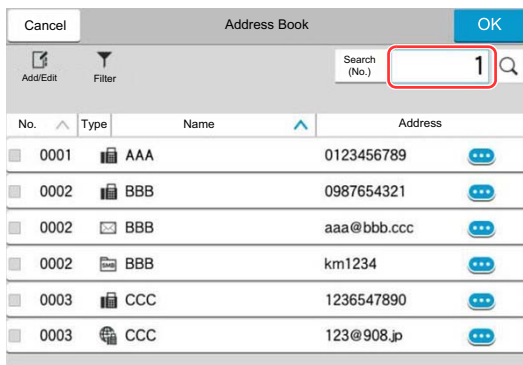 Cancel Address Book OK
Add/Edit Filter Search (No.) 1
No. Type Name Address
0001 AAA 0123456789
0002 BBB 0987654321
0002 BBB aaa@bbb.ccc
0002 SMB BBB km1234
0003 CCC 1236547890
0003 CCC 123@908.jp